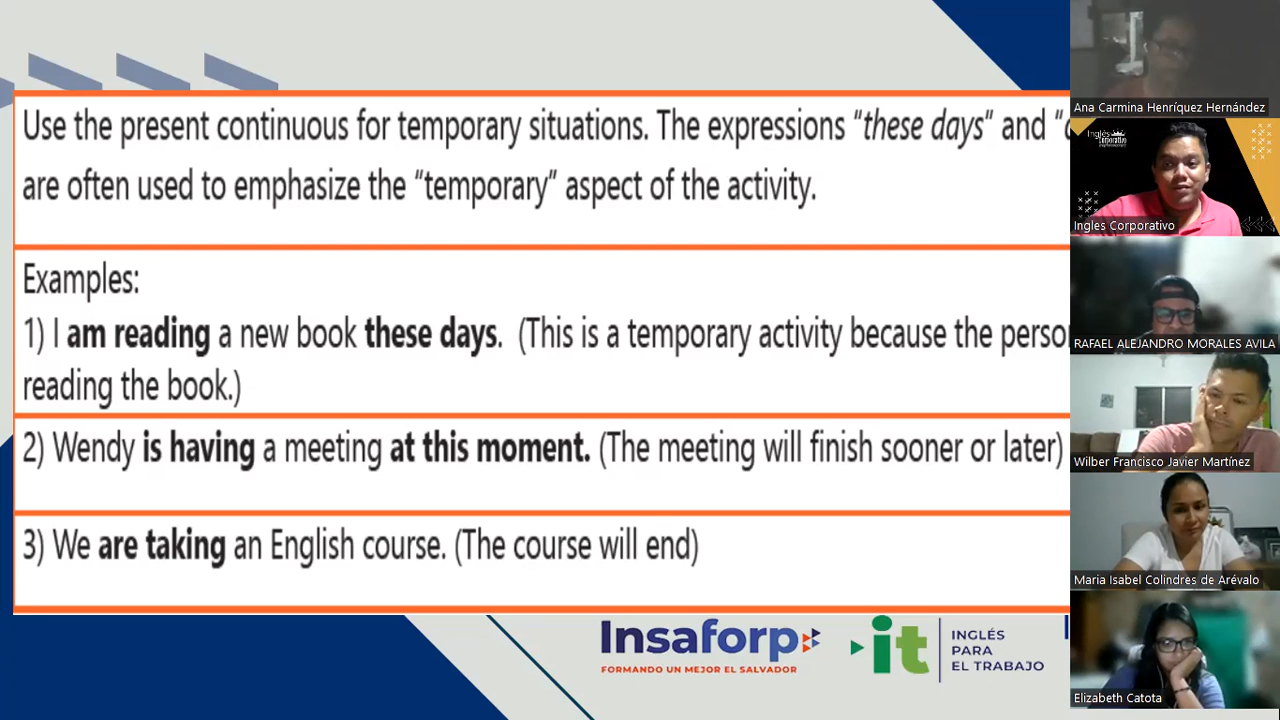 Use the present continuous for temporary situations. The expressions “these days” and “
are often used to emphasize the “temporary” aspect of the activity.
Examples:
1) I am reading a new book these days.  (This is a temporary activity because the
reading the book.)
2) Wendy is having a meeting at this moment. (The meeting will finish sooner or later)
3) We are taking an English course. (The course will end)
Insaforp
FORMANDO UN MEJOR EL SALVADOR
it
INGLÉS
PARA
EL TRABAJO
Ana Carmina Henríquez Hernández
Inglés
Corporativo
Ingles Corporativo
RAFAEL ALEJANDRO MORALES AVILA
Wilber Francisco Javier Martínez
Maria Isabel Colindres de Arévalo
Elizabeth Catota